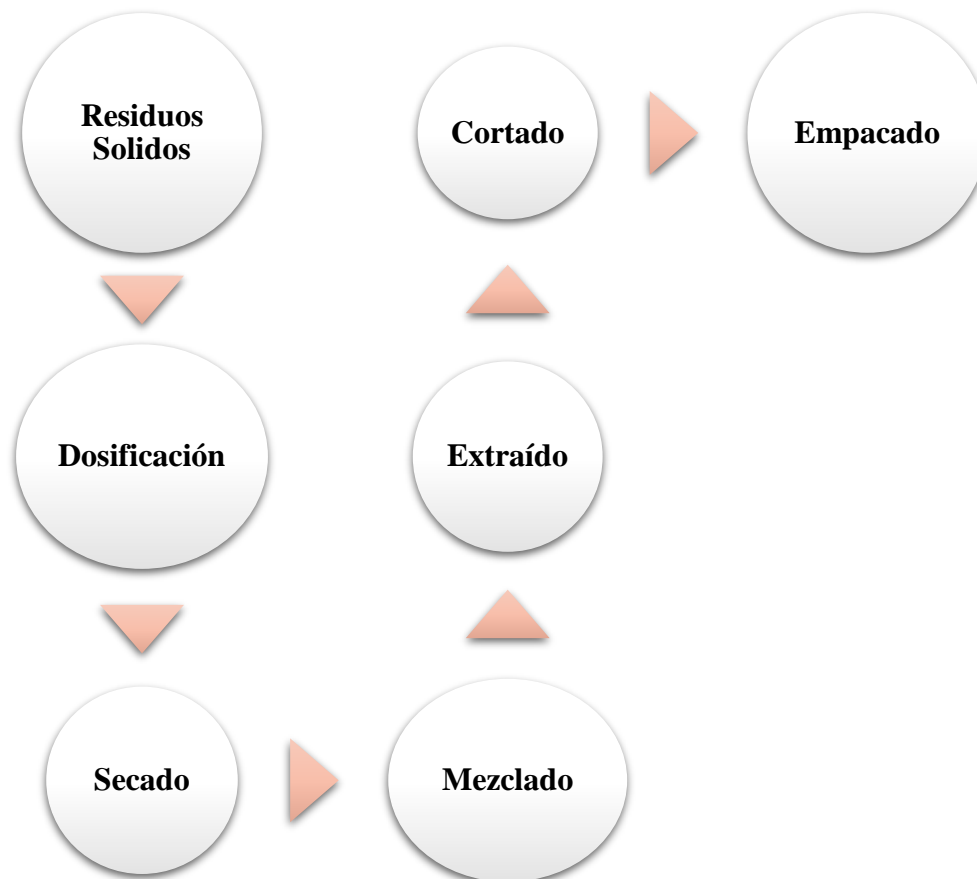 Residuos
Solidos
Dosificación
Secado
Mezclado
Extraído
Cortado
Empacado